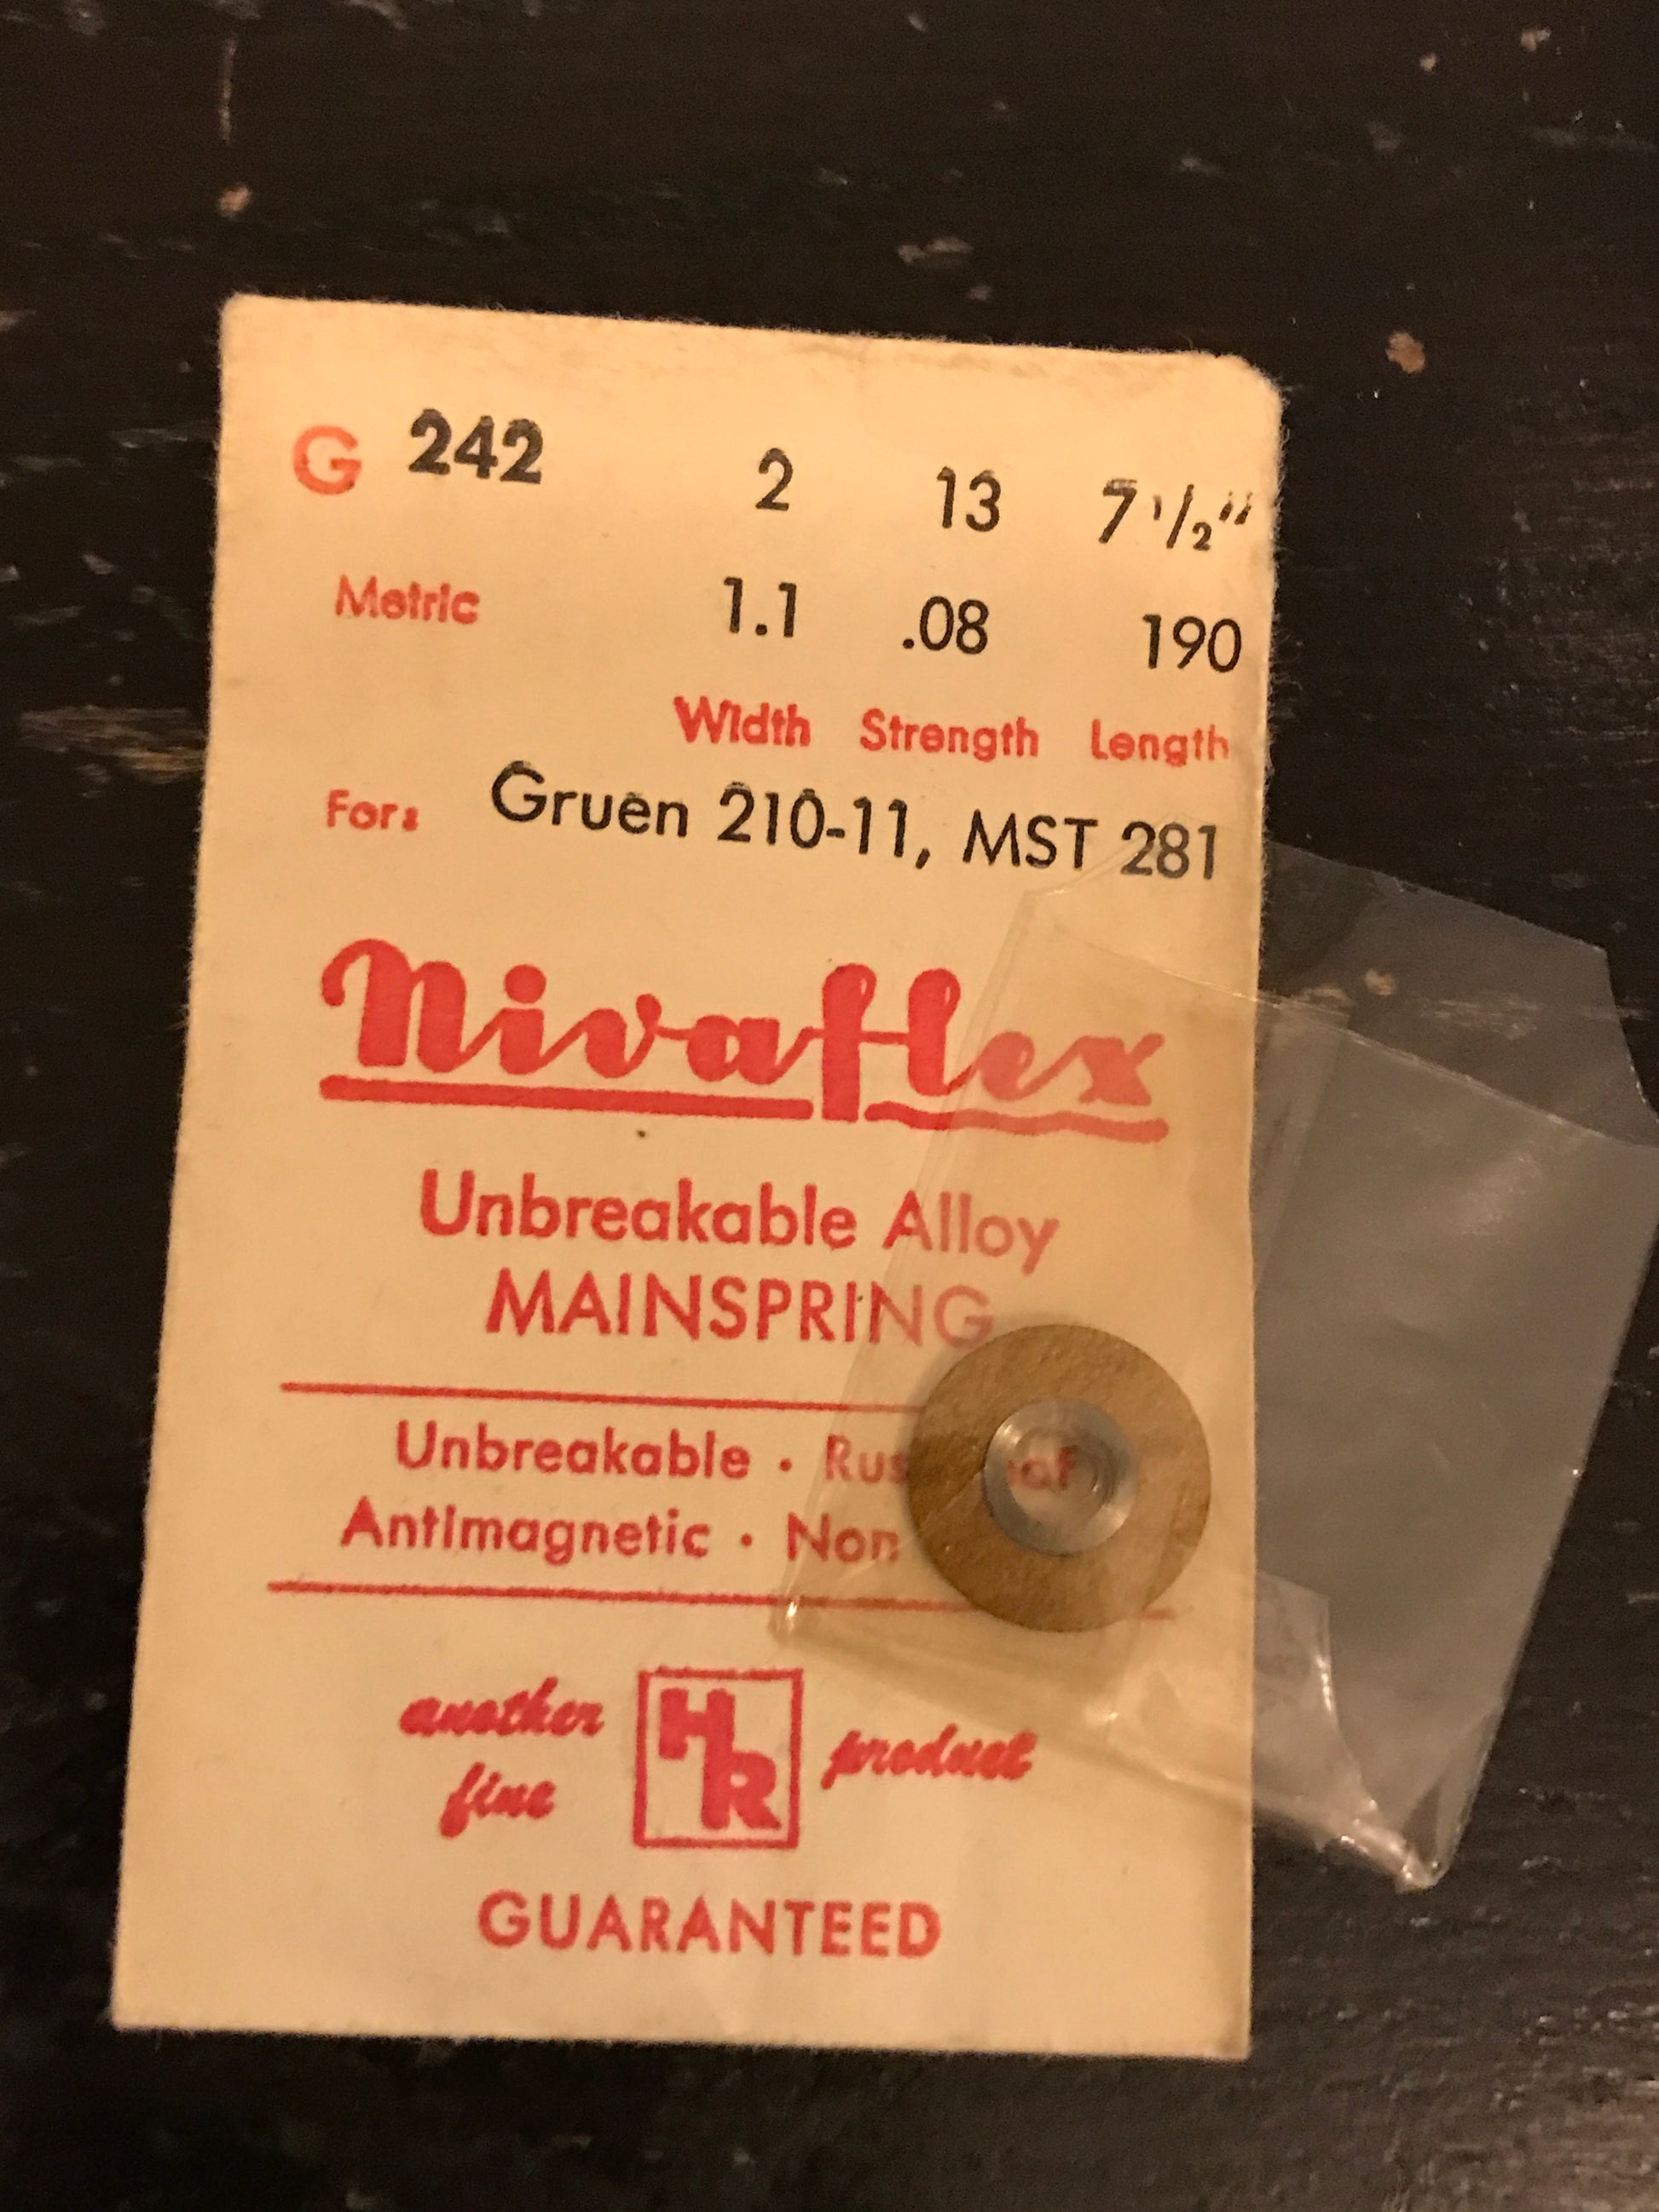 G 242 2 13 7 1/2"
Metric 1.1 .08 190
Width Strength Length
For: Gruen 210-11, MST 281
Nivaflex
Unbreakable Alloy
MAINSPRING
Unbreakable ·
Antimagnetic · Non
another HR product
fine
GUARANTEED